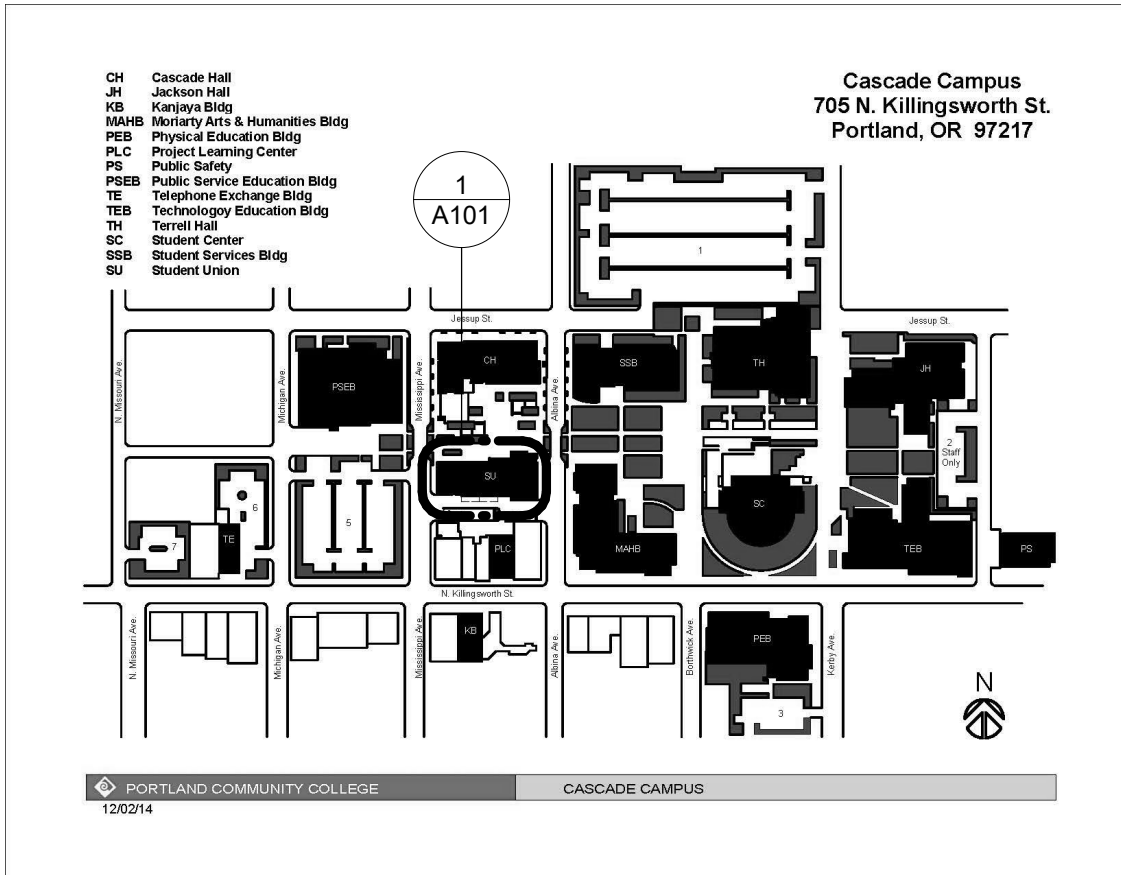 CH Cascade Hall
JH Jackson Hall
KB Kanjaya Bldg
MAHB Moriarty Arts & Humanities Bldg
PEB Physical Education Bldg
PLC Project Learning Center
PS Public Safety
PSEB Public Service Education Bldg
TE Telephone Exchange Bldg
TEB Technologoy Education Bldg
TH Terrell Hall
SC Student Center
SSB Student Services Bldg
SU Student Union
Cascade Campus
705 N. Killingsworth St.
Portland, OR 97217
1
A101
1
Jessup St.
Jessup St.
N. Missouri Ave.
Michigan Ave.
PSEB
Mississippi Ave.
CH
Albina Ave.
SSB
TH
JH
2
Staff
Only
SU
SC
6
5
7
TE
PLC
MAHB
TEB
PS
N. Killingsworth St.
N. Missouri Ave.
Michigan Ave.
Mississippi Ave.
KB
Albina Ave.
Borthwick Ave.
PEB
Kerby Ave.
3
N
PORTLAND COMMUNITY COLLEGE
CASCADE CAMPUS
12/02/14